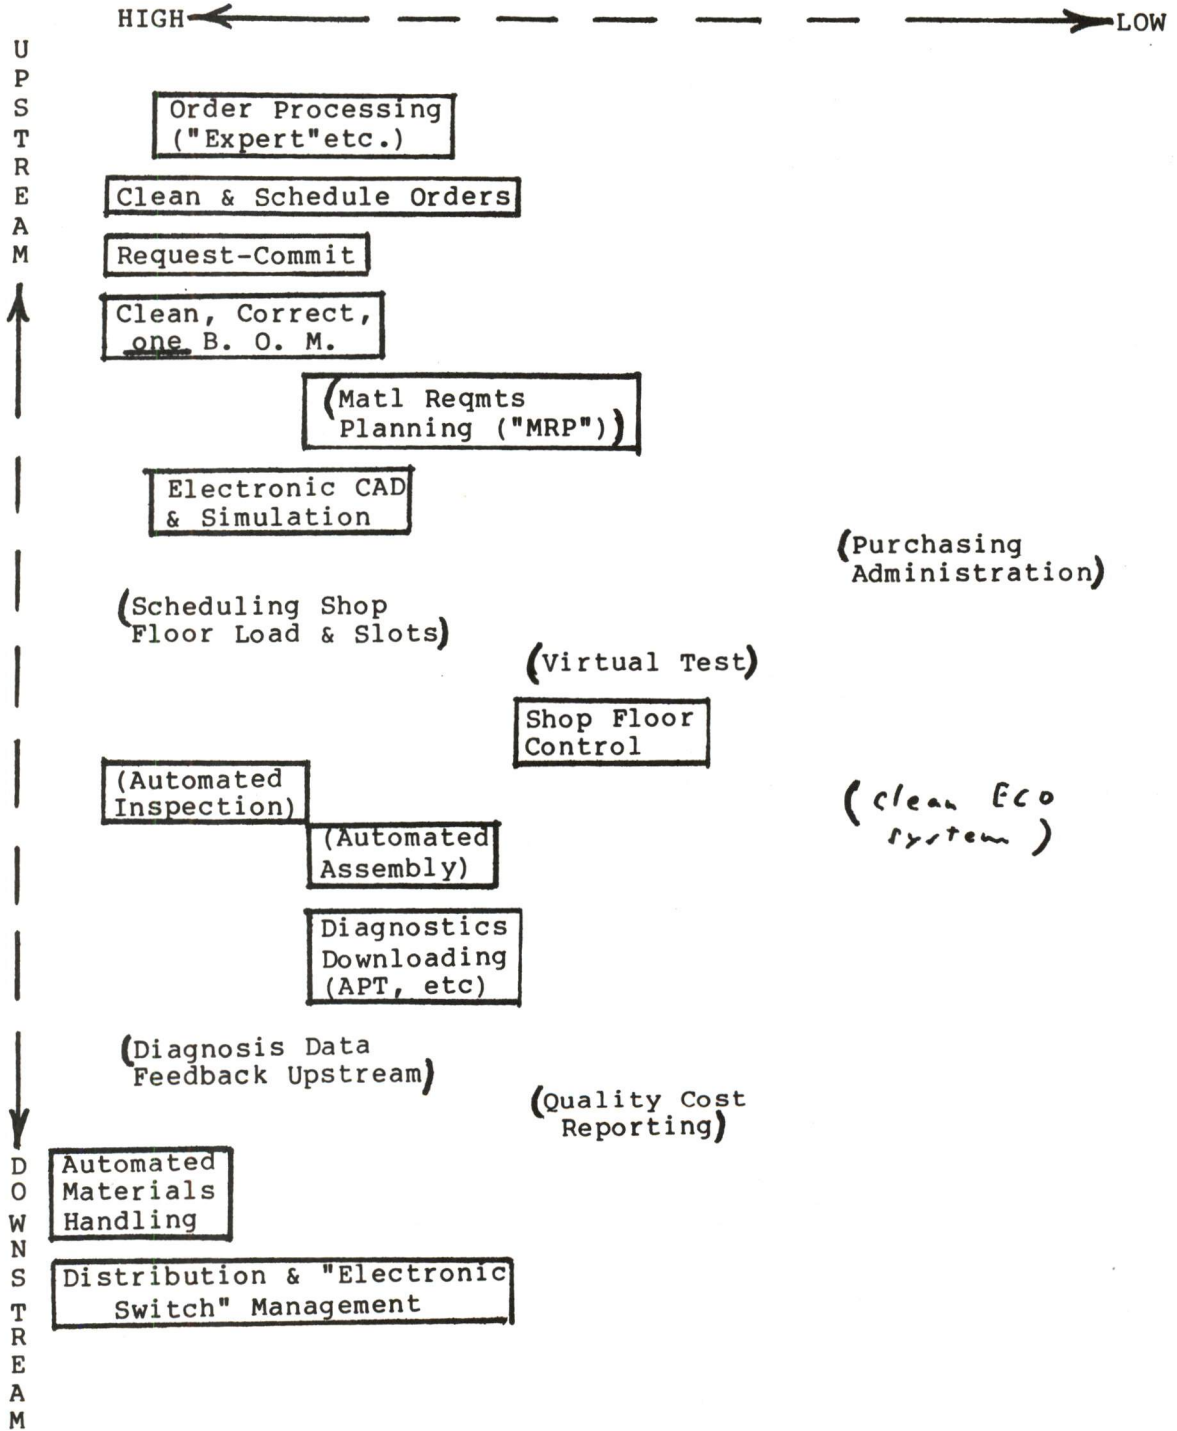 HIGH LOW
UPSTREAM
Order Processing
("Expert"etc.)
Clean & Schedule Orders
Request-Commit
Clean, Correct,
one B. O. M.
(Matl Reqmts
Planning ("MRP"))
Electronic CAD
& Simulation
(Purchasing
Administration)
(Scheduling Shop
Floor Load & Slots)
(Virtual Test)
Shop Floor
Control
(Automated
Inspection)
(clean ECO
system)
(Automated
Assembly)
Diagnostics
Downloading
(APT, etc)
(Diagnosis Data
Feedback Upstream)
(Quality Cost
Reporting)
DOWNSTREAM
Automated
Materials
Handling
Distribution & "Electronic
Switch" Management